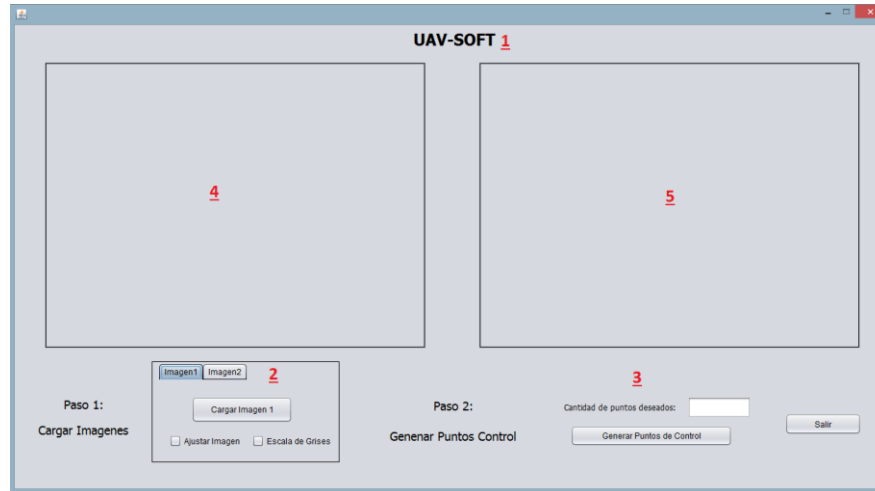 UAV-SOFT 1
4
5
Imagen1 Imagen2 2
3
Paso 1:
Cargar Imagenes
Cargar Imagen 1
Ajustar Imagen Escala de Grises
Paso 2:
Genenar Puntos Control
Cantidad de puntos deseados:
Generar Puntos de Control
Salir